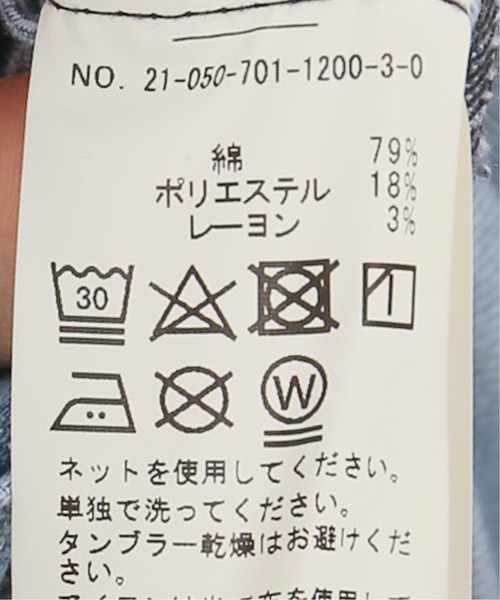 NO. 21-050-701-1200-3-0
綿 79%
ポリエステル 18%
レーヨン 3%
30
W
ネットを使用してください。
単独で洗ってください。
タンブラー乾燥はお避けくだ
さい。